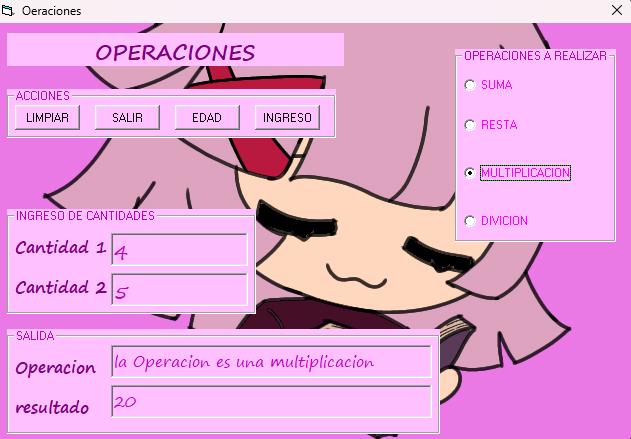 Oeraciones
OPERACIONES
OPERACIONES A REALIZAR
SUMA
RESTA
MULTIPLICACION
DIVICION
ACCIONES
LIMPIAR SALIR EDAD INGRESO
INGRESO DE CANTIDADES
Cantidad 1 4
Cantidad 2 5
SALIDA
Operacion la Operacion es una multiplicacion
resultado 20